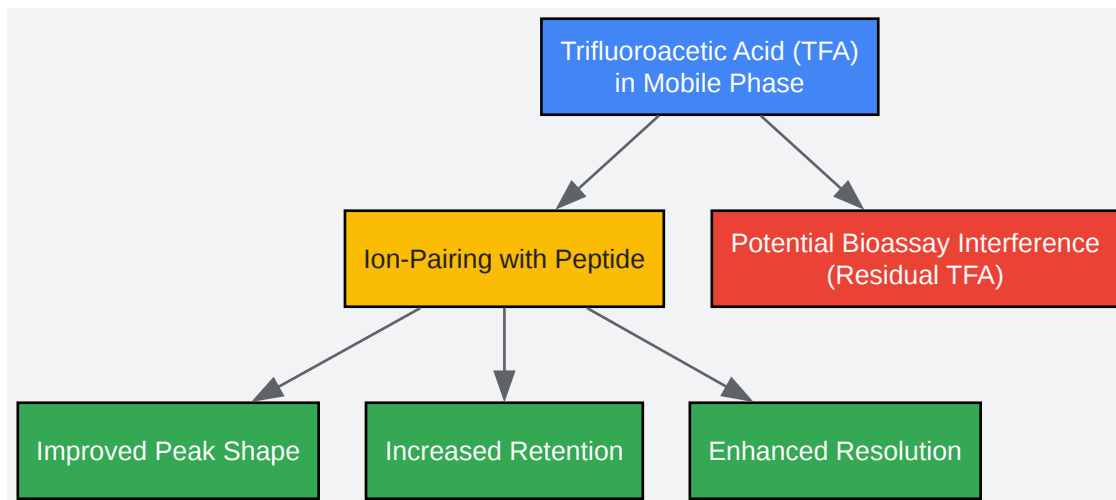 Trifluoroacetic Acid (TFA)
in Mobile Phase
Ion-Pairing with Peptide
Potential Bioassay Interference
(Residual TFA)
Improved Peak Shape
Increased Retention
Enhanced Resolution